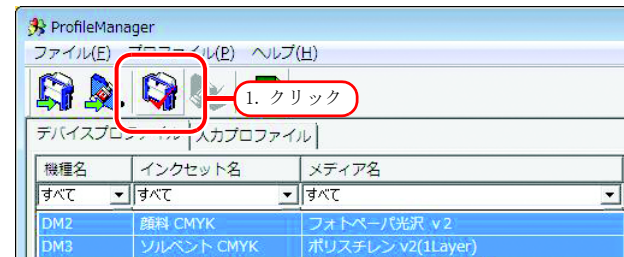 ProfileManager
ファイル(F) プロファイル(P) ヘルプ(H)
1. クリック
デバイスプロファイル 入力プロファイル
機種名 インクセット名 メディア名
すべて すべて すべて
DM2 顔料 CMYK フォトペーパ光沢 v2
DM3 ソルベント CMYK ポリスチレン v2(1Layer)